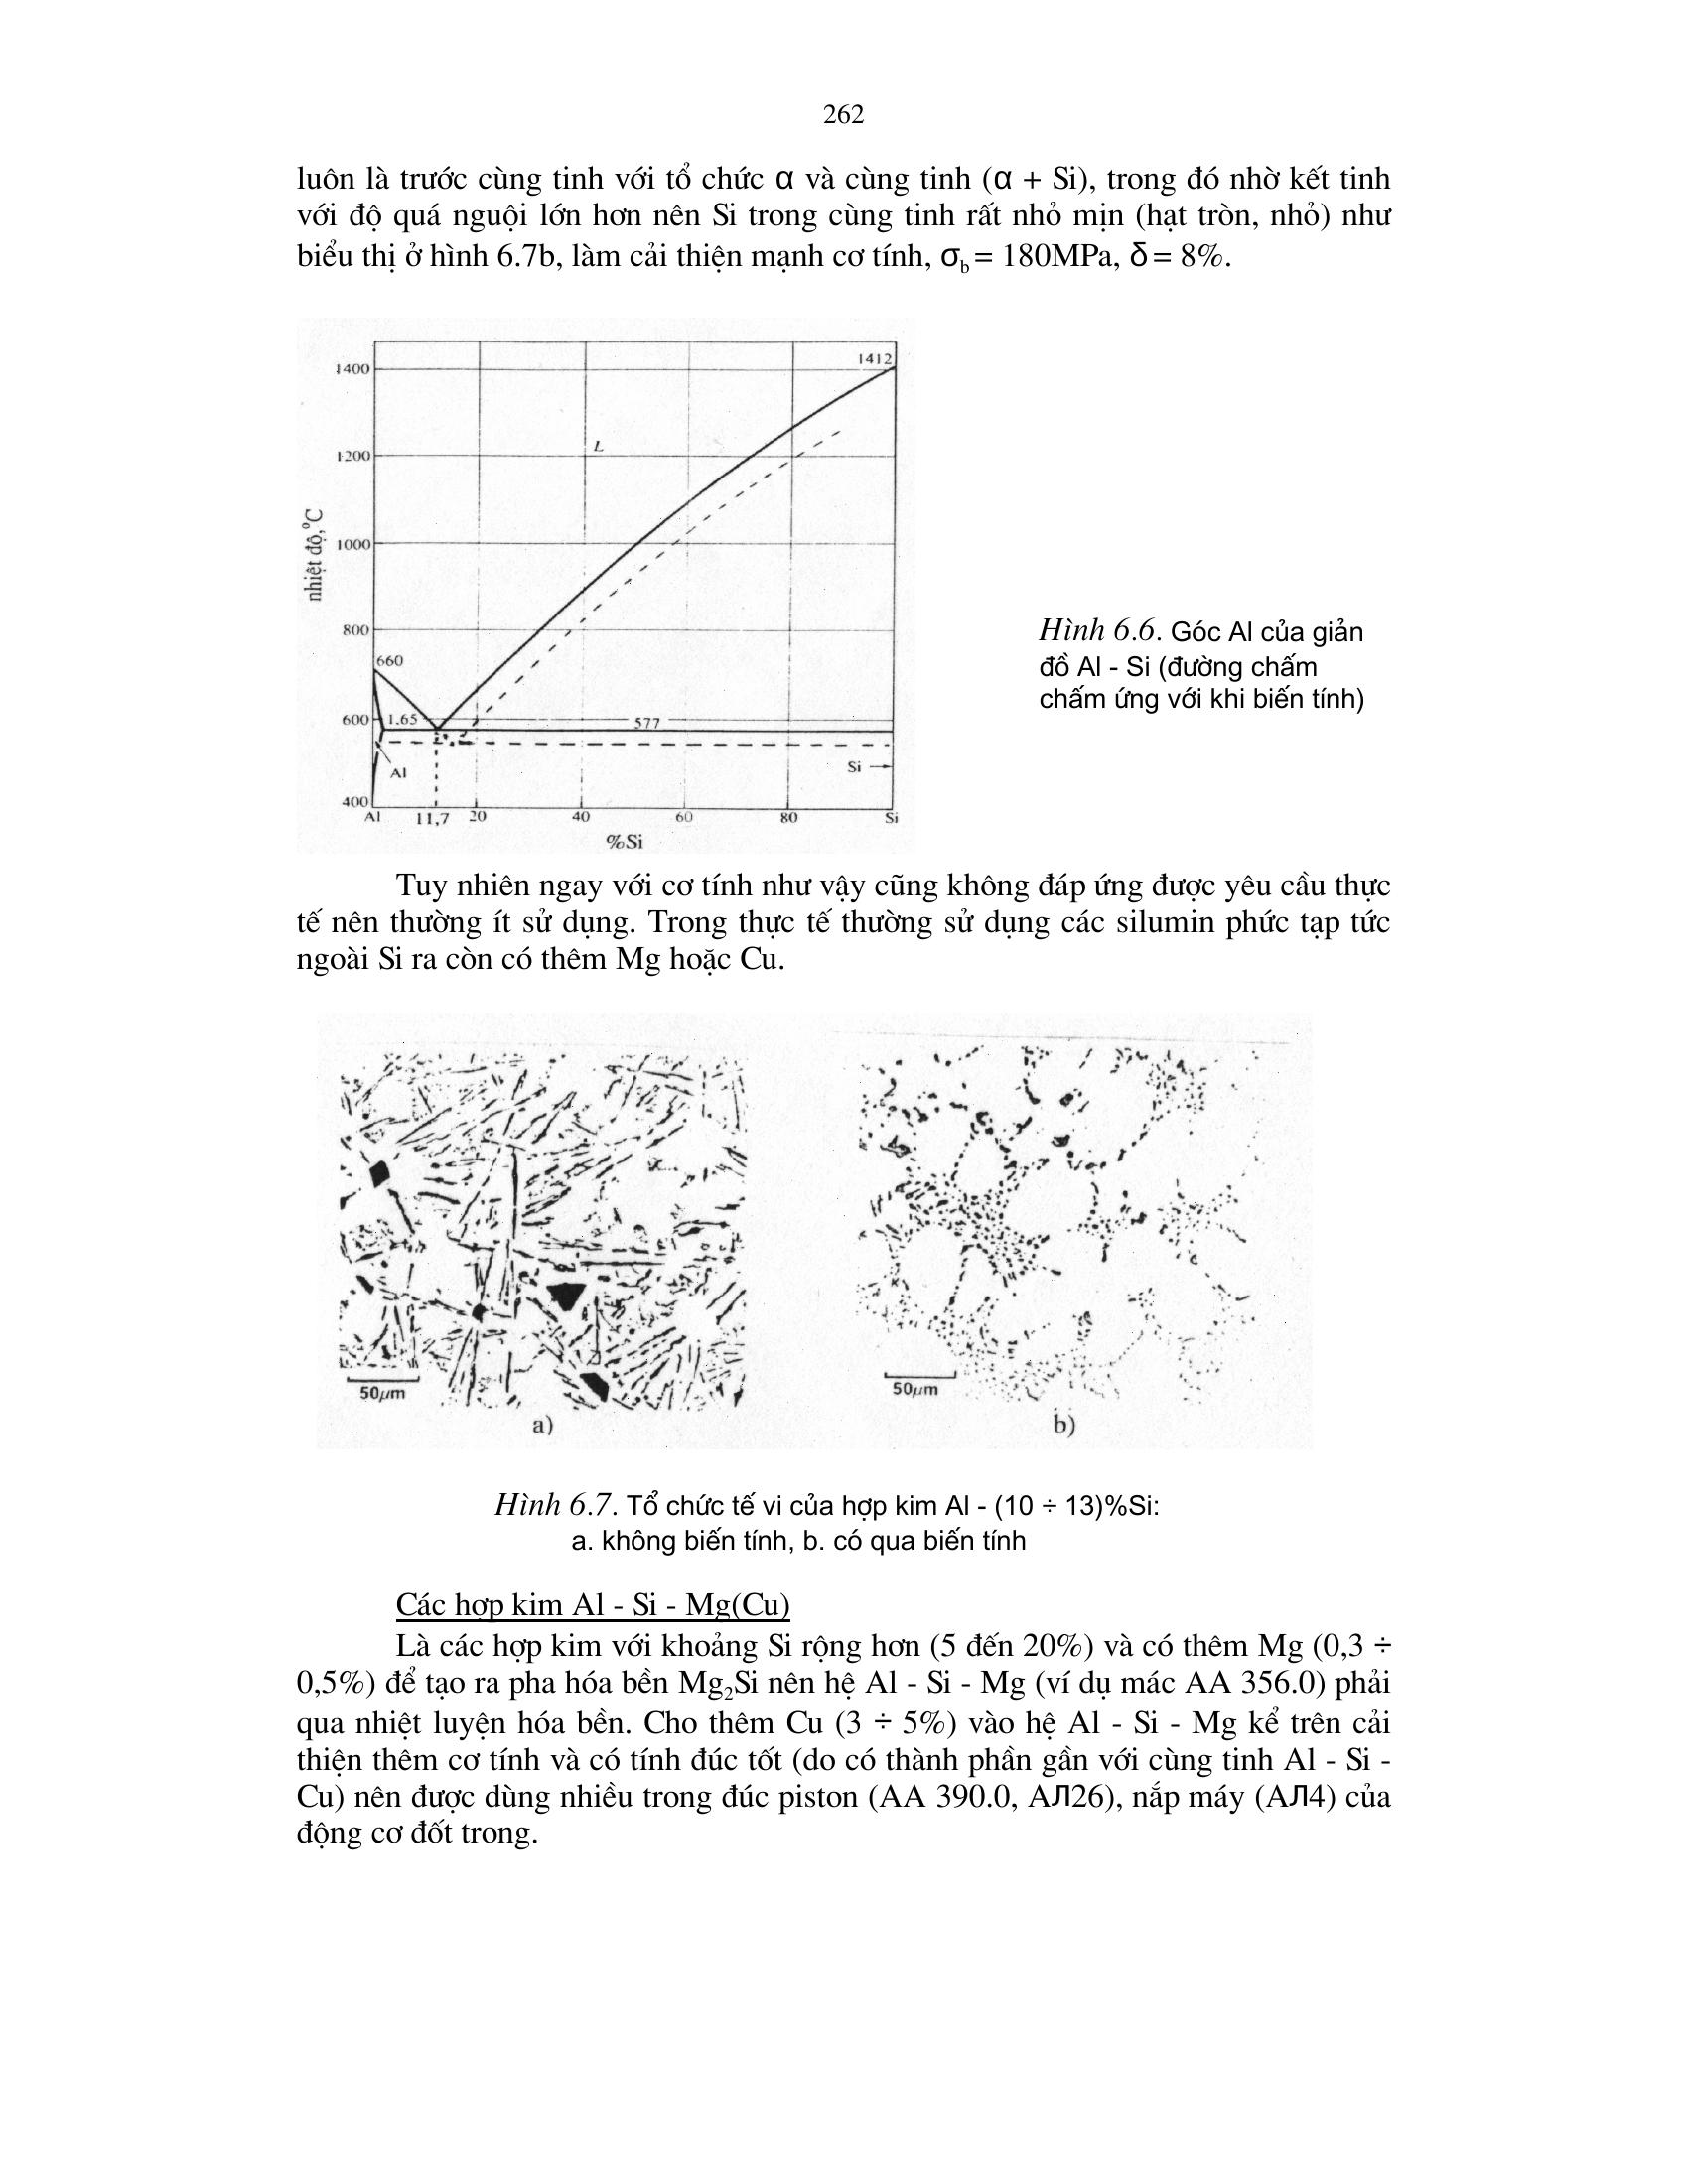 262
luôn là trước cùng tinh với tổ chức α và cùng tinh (α + Si), trong đó nhờ kết tinh
với độ quá nguội lớn hơn nên Si trong cùng tinh rất nhỏ mịn (hạt tròn, nhỏ) như
biểu thị ở hình 6.7b, làm cải thiện mạnh cơ tính, σb = 180MPa, δ = 8%.
1412
1400
L
1200
nhiệt độ,⁰C
1000
800
660
600
1.65
577
Al
Si
400
Al
11,7
20
40
60
80
Si
%Si
Hình 6.6. Góc Al của giản
đồ Al - Si (đường chấm
chấm ứng với khi biến tính)
Tuy nhiên ngay với cơ tính như vậy cũng không đáp ứng được yêu cầu thực
tế nên thường ít sử dụng. Trong thực tế thường sử dụng các silumin phức tạp tức
ngoài Si ra còn có thêm Mg hoặc Cu.
50μm
50μm
a)
b)
Hình 6.7. Tổ chức tế vi của hợp kim Al - (10 ÷ 13)%Si:
a. không biến tính, b. có qua biến tính
Các hợp kim Al - Si - Mg(Cu)
Là các hợp kim với khoảng Si rộng hơn (5 đến 20%) và có thêm Mg (0,3 ÷
0,5%) để tạo ra pha hóa bền Mg₂Si nên hệ Al - Si - Mg (ví dụ mác AA 356.0) phải
qua nhiệt luyện hóa bền. Cho thêm Cu (3 ÷ 5%) vào hệ Al - Si - Mg kể trên cải
thiện thêm cơ tính và có tính đúc tốt (do có thành phần gần với cùng tinh Al - Si -
Cu) nên được dùng nhiều trong đúc piston (AA 390.0, AЛ26), nắp máy (AЛ4) của
động cơ đốt trong.